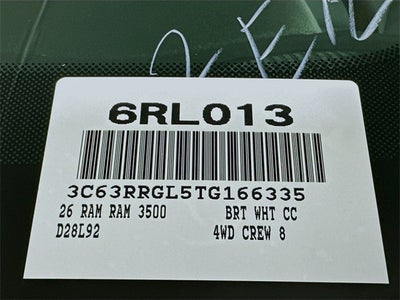 6RL013
3C63RRGL5TG166335
26 RAM RAM 3500 BRT WHT CC
D28L92 4WD CREW 8